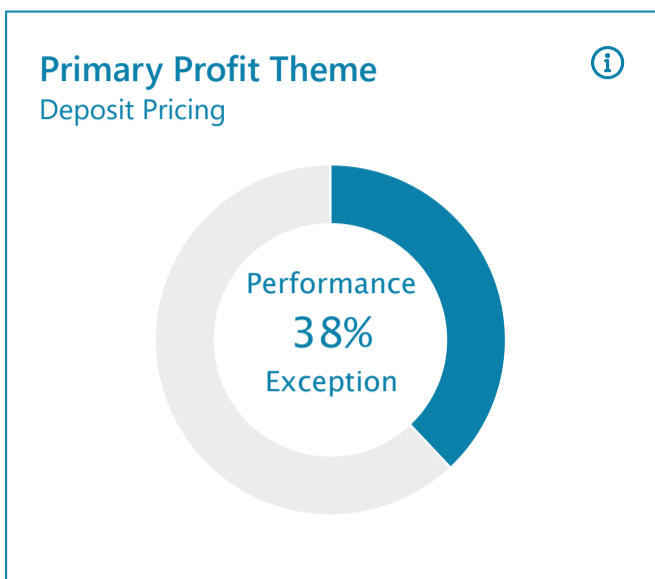 Primary Profit Theme
Deposit Pricing
Performance
38%
Exception